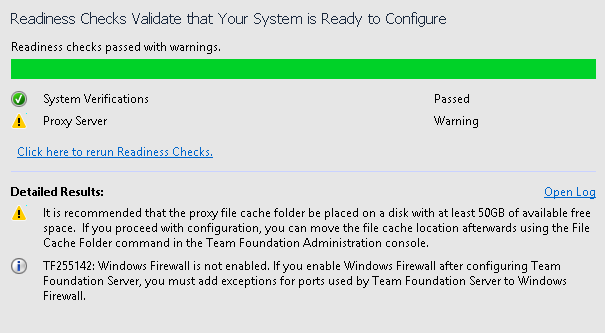 Readiness Checks Validate that Your System is Ready to Configure
Readiness checks passed with warnings.
System Verifications Passed
Proxy Server Warning
Click here to rerun Readiness Checks.
Detailed Results: Open Log
It is recommended that the proxy file cache folder be placed on a disk with at least 50GB of available free
space. If you proceed with configuration, you can move the file cache location afterwards using the File
Cache Folder command in the Team Foundation Administration console.
TF255142: Windows Firewall is not enabled. If you enable Windows Firewall after configuring Team
Foundation Server, you must add exceptions for ports used by Team Foundation Server to Windows
Firewall.